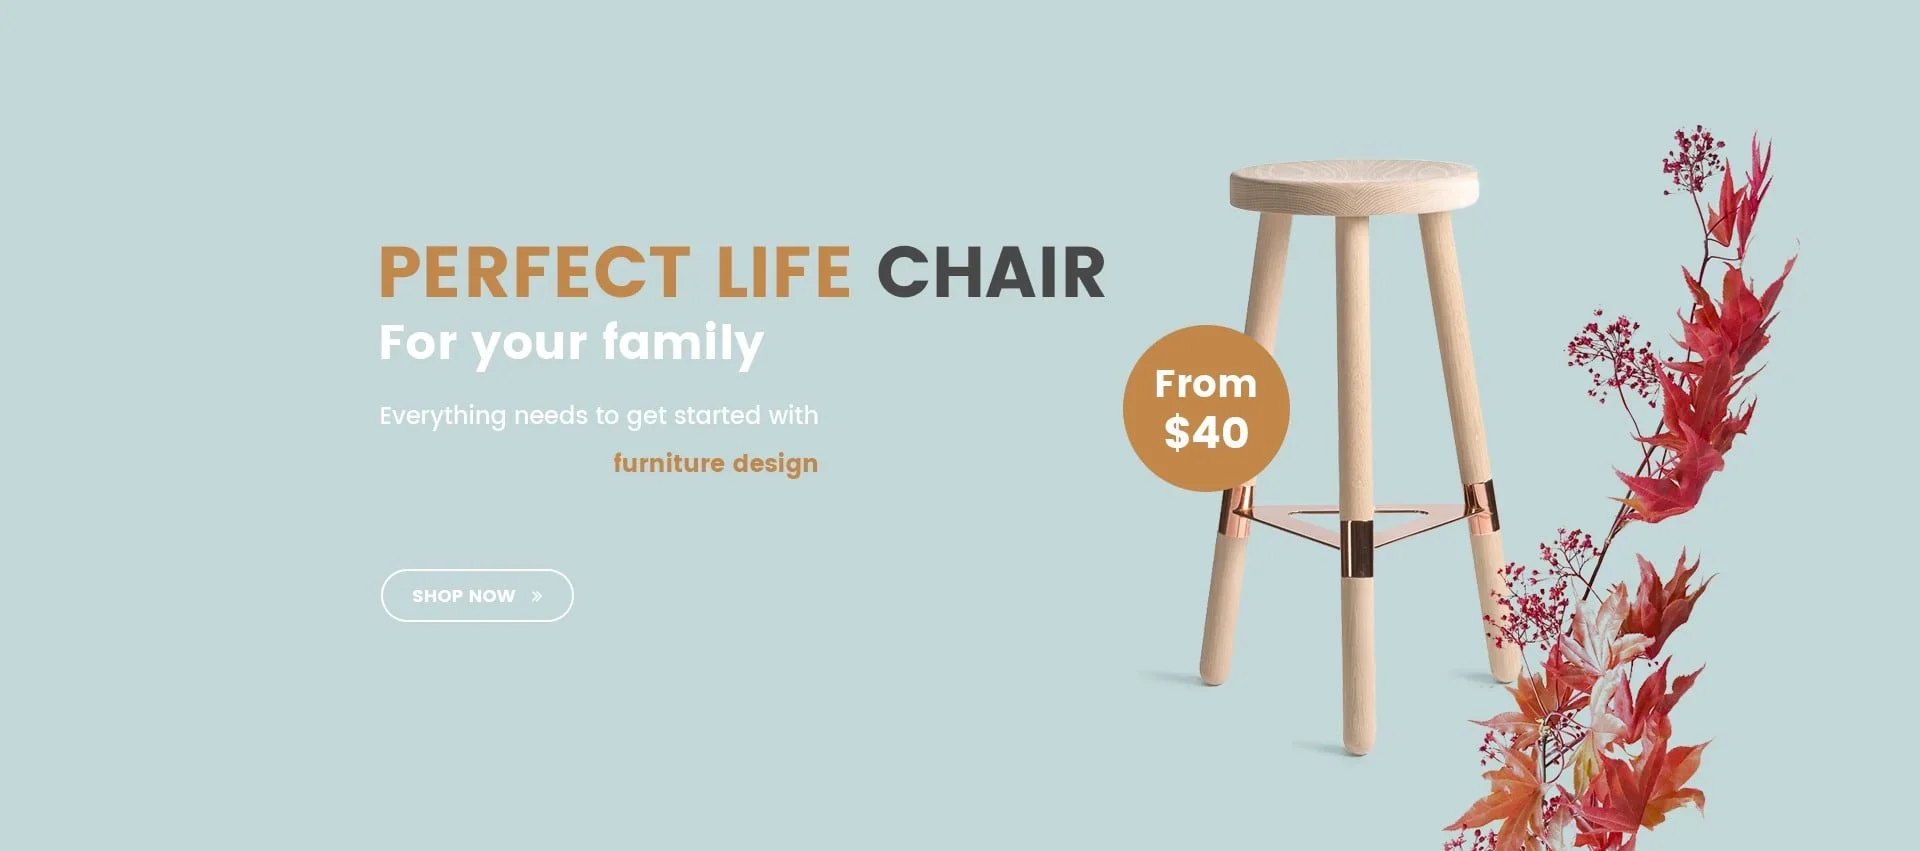 PERFECT LIFE CHAIR
For your family
Everything needs to get started with
furniture design
SHOP NOW »
From
$40